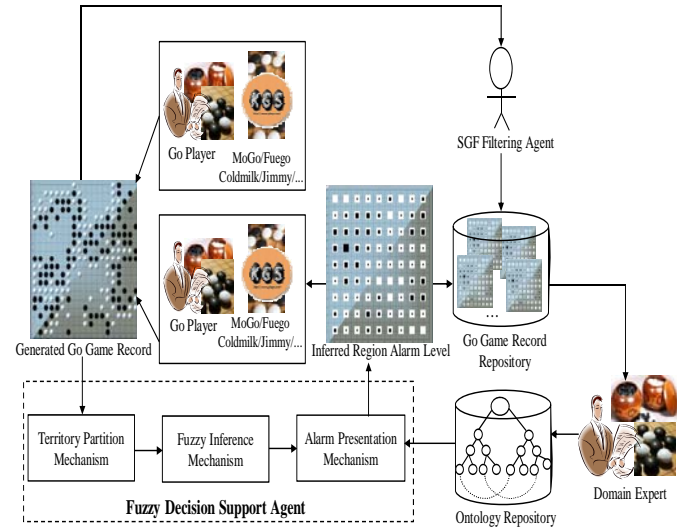 SGF Filtering Agent
Go Player
MoGo/Fuego
Coldmilk/Jimmy/...
KGS
Go Player
MoGo/Fuego
Coldmilk/Jimmy/...
KGS
Generated Go Game Record
Inferred Region Alarm Level
...
Go Game Record
Repository
Territory Partition
Mechanism
Fuzzy Inference
Mechanism
Alarm Presentation
Mechanism
Fuzzy Decision Support Agent
Ontology Repository
Domain Expert